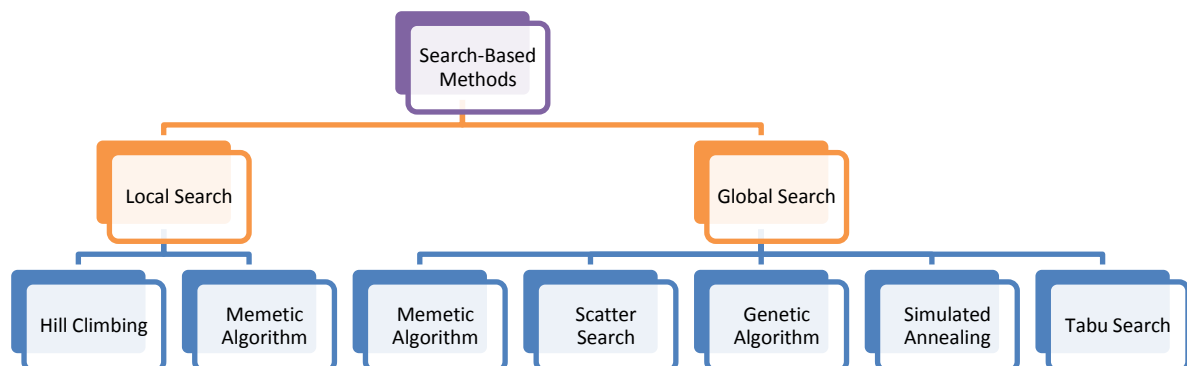 Search-Based
Methods
Local Search
Global Search
Hill Climbing
Memetic
Algorithm
Memetic
Algorithm
Scatter
Search
Genetic
Algorithm
Simulated
Annealing
Tabu Search